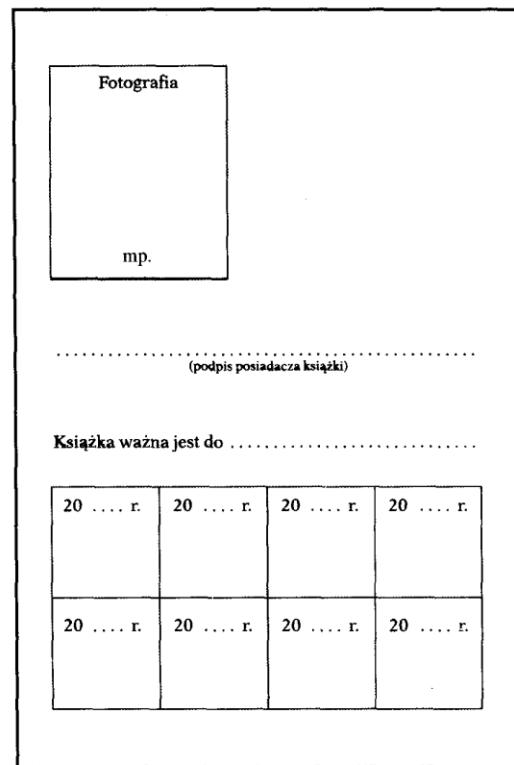 Fotografia
mp.
..................................................
(podpis posiadacza książki)
Książka ważna jest do ............................
20 .... r. 20 .... r. 20 .... r. 20 .... r.
20 .... r. 20 .... r. 20 .... r. 20 .... r.